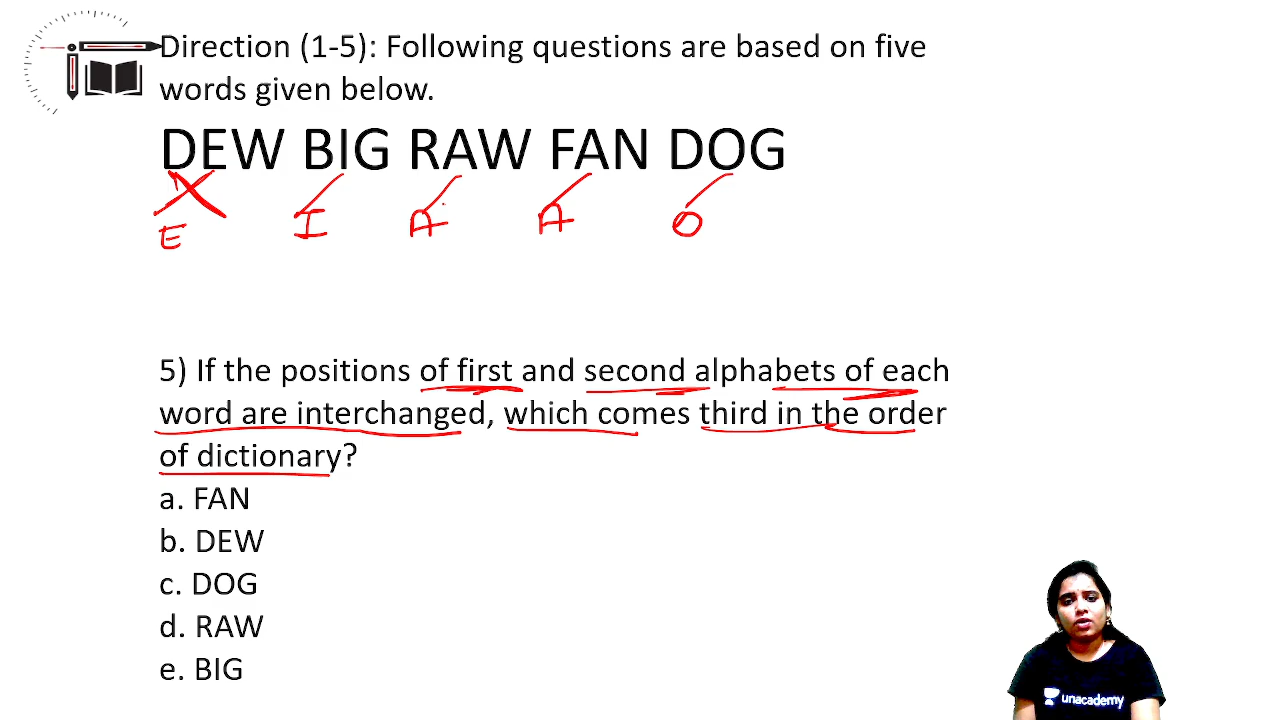 Direction (1-5): Following questions are based on five
words given below.
DEW BIG RAW FAN DOG
E I A A O
5) If the positions of first and second alphabets of each
word are interchanged, which comes third in the order
of dictionary?
a. FAN
b. DEW
c. DOG
d. RAW
e. BIG
unacademy